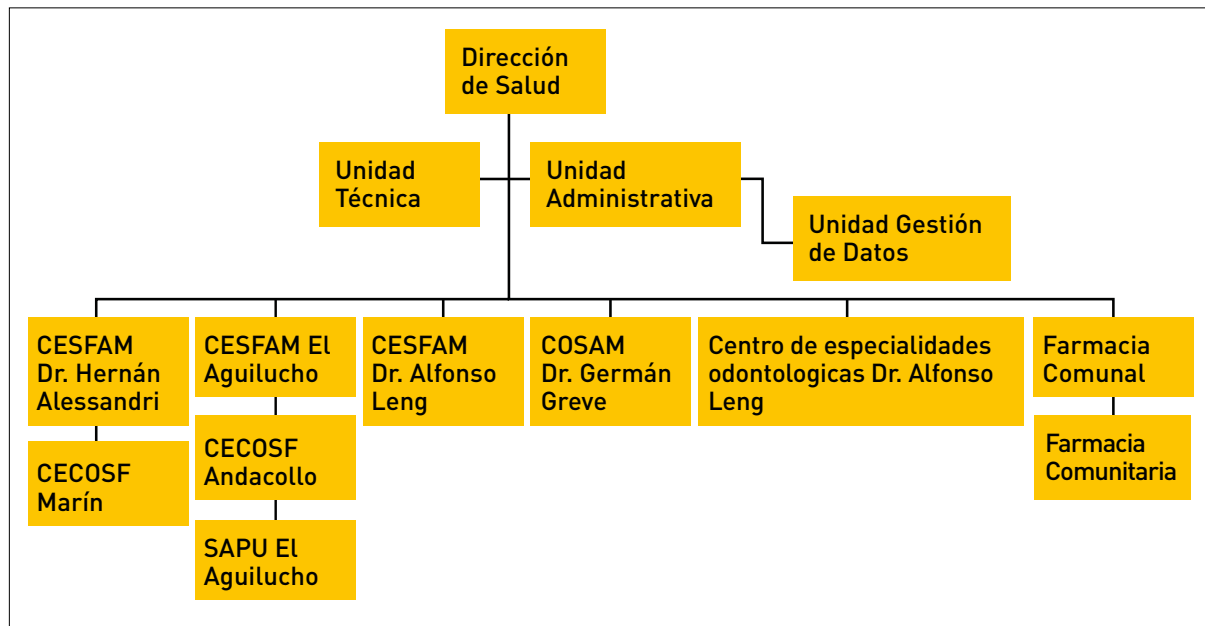 Dirección
de Salud
Unidad
Técnica
Unidad
Administrativa
Unidad Gestión
de Datos
CESFAM
Dr. Hernán
Alessandri
CESFAM El
Aguilucho
CESFAM
Dr. Alfonso
Leng
COSAM
Dr. Germán
Greve
Centro de especialidades
odontologicas Dr. Alfonso
Leng
Farmacia
Comunal
CECOSF
Marín
CECOSF
Andacollo
Farmacia
Comunitaria
SAPU El
Aguilucho